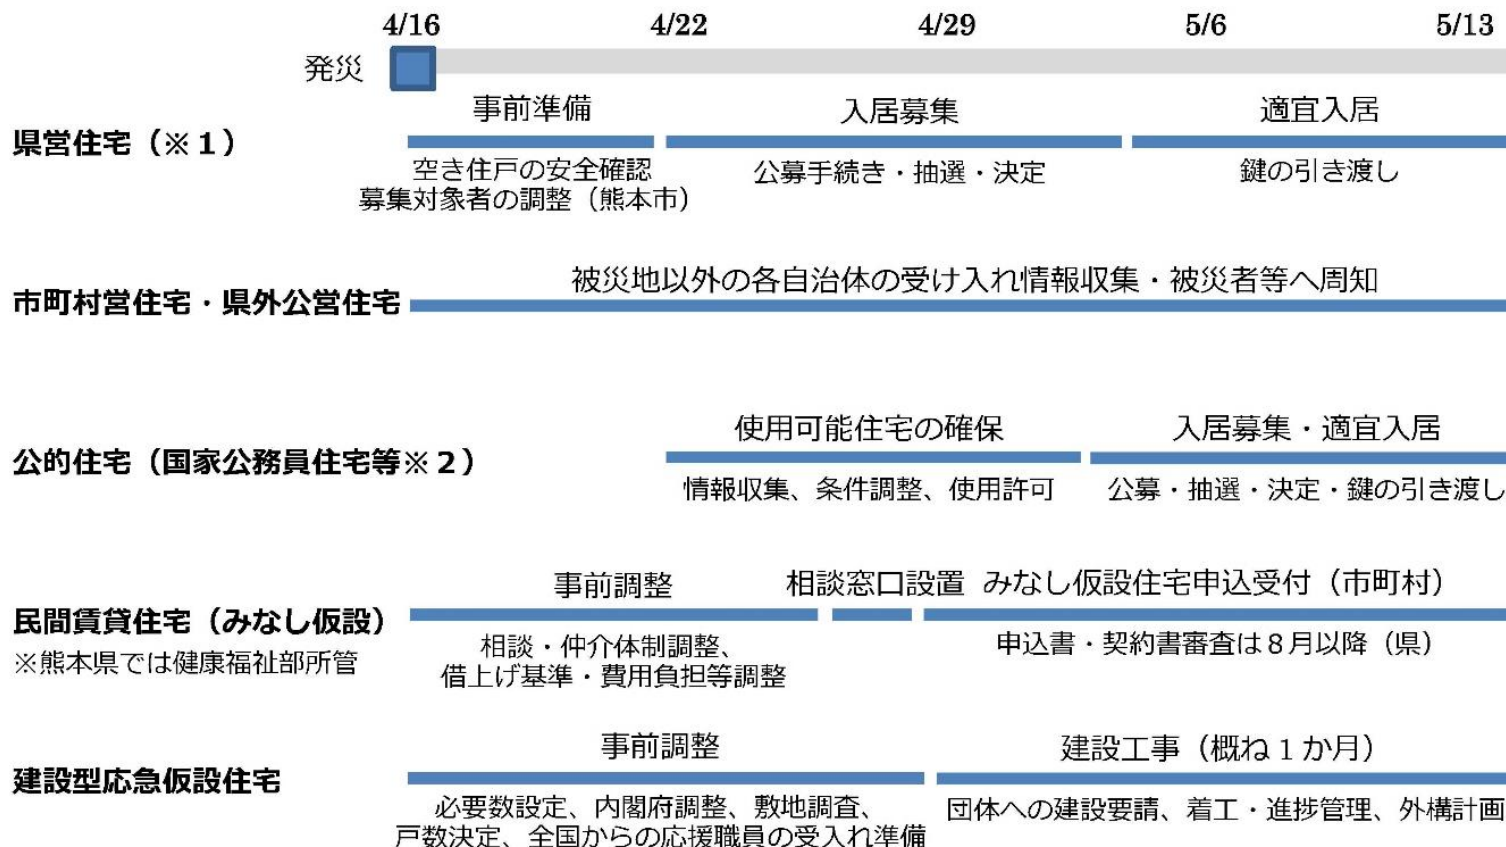 4/16 4/22 4/29 5/6 5/13
発災
事前準備 入居募集 適宜入居
県営住宅（※１）
空き住戸の安全確認 公募手続き・抽選・決定 鍵の引き渡し
募集対象者の調整（熊本市）
被災地以外の各自治体の受け入れ情報収集・被災者等へ周知
市町村営住宅・県外公営住宅
使用可能住宅の確保 入居募集・適宜入居
公的住宅（国家公務員住宅等※２）
情報収集、条件調整、使用許可 公募・抽選・決定・鍵の引き渡し
事前調整 相談窓口設置 みなし仮設住宅申込受付（市町村）
民間賃貸住宅（みなし仮設）
相談・仲介体制調整、 申込書・契約書審査は８月以降（県）
※熊本県では健康福祉部所管
借上げ基準・費用負担等調整
事前調整 建設工事（概ね１か月）
建設型応急仮設住宅
必要数設定、内閣府調整、敷地調査、 団体への建設要請、着工・進捗管理、外構計画
戸数決定、全国からの応援職員の受入れ準備